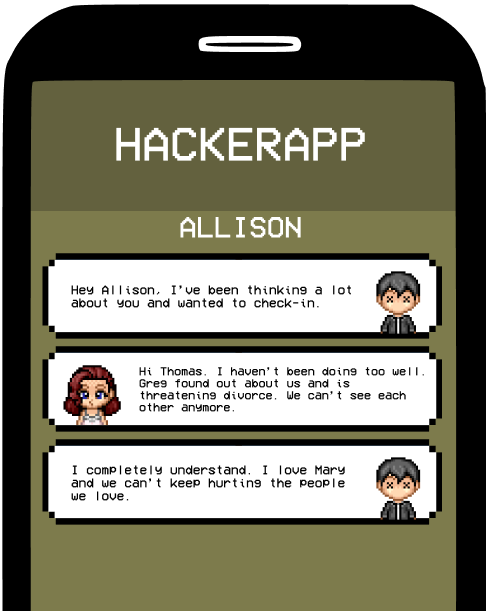 HACKERAPP
ALLISON
Hey Allison, I've been thinking a lot
about you and wanted to check-in.
Hi Thomas. I haven't been doing too well.
Greg found out about us and is
threatening divorce. We can't see each
other anymore.
I completely understand. I love Mary
and we can't keep hurting the people
we love.